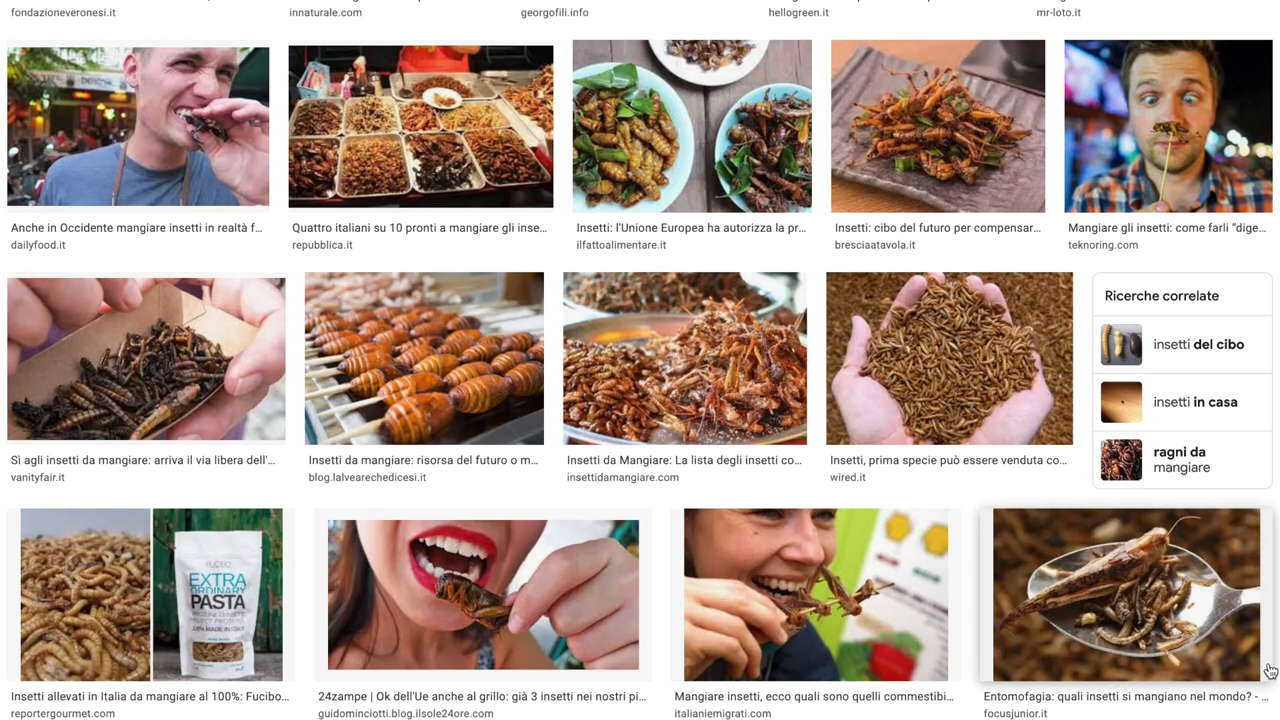 fondazioneveronesi.it
innaturale.com
georgofili.info
hellogreen.it
mr-loto.it
Anche in Occidente mangiare insetti in realtà f...
dailyfood.it
Quattro italiani su 10 pronti a mangiare gli inse...
repubblica.it
Insetti: l'Unione Europea ha autorizza la pr...
ilfattoalimentare.it
Insetti: cibo del futuro per compensar...
bresciaatavola.it
Mangiare gli insetti: come farli “dige...
teknoring.com
Sì agli insetti da mangiare: arriva il via libera dell'...
vanityfair.it
Insetti da mangiare: risorsa del futuro o m...
blog.lalvearechedicesi.it
Insetti da Mangiare: La lista degli insetti co...
insettidamangiare.com
Insetti, prima specie può essere venduta co...
wired.it
Ricerche correlate
insetti del cibo
insetti in casa
ragni da
mangiare
EXTRA
ORDINARY
PASTA
Insetti allevati in Italia da mangiare al 100%: Fucibo...
reportergourmet.com
24zampe | Ok dell'Ue anche al grillo: già 3 insetti nei nostri pi...
guidominciotti.blog.ilsole24ore.com
Mangiare insetti, ecco quali sono quelli commestibi...
italianiemigrati.com
Entomofagia: quali insetti si mangiano nel mondo? - ...
focusjunior.it